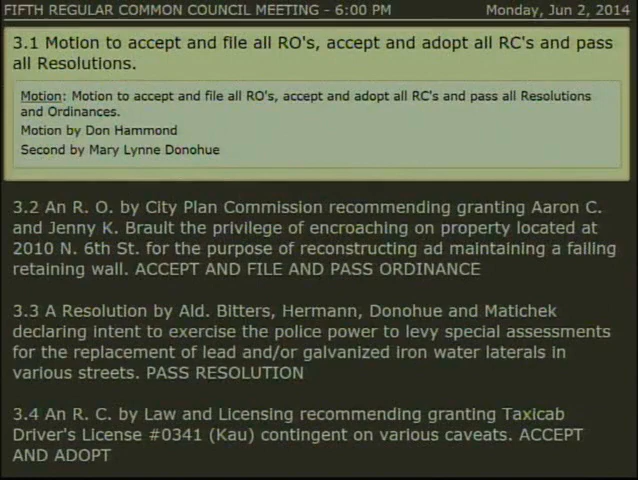 FIFTH REGULAR COMMON COUNCIL MEETING - 6:00 PM Monday, Jun 2, 2014
3.1 Motion to accept and file all RO's, accept and adopt all RC's and pass
all Resolutions.
Motion: Motion to accept and file all RO's, accept and adopt all RC's and pass all Resolutions
and Ordinances.
Motion by Don Hammond
Second by Mary Lynne Donohue
3.2 An R. O. by City Plan Commission recommending granting Aaron C.
and Jenny K. Brault the privilege of encroaching on property located at
2010 N. 6th St. for the purpose of reconstructing ad maintaining a failing
retaining wall. ACCEPT AND FILE AND PASS ORDINANCE
3.3 A Resolution by Ald. Bitters, Hermann, Donohue and Matichek
declaring intent to exercise the police power to levy special assessments
for the replacement of lead and/or galvanized iron water laterals in
various streets. PASS RESOLUTION
3.4 An R. C. by Law and Licensing recommending granting Taxicab
Driver's License #0341 (Kau) contingent on various caveats. ACCEPT
AND ADOPT